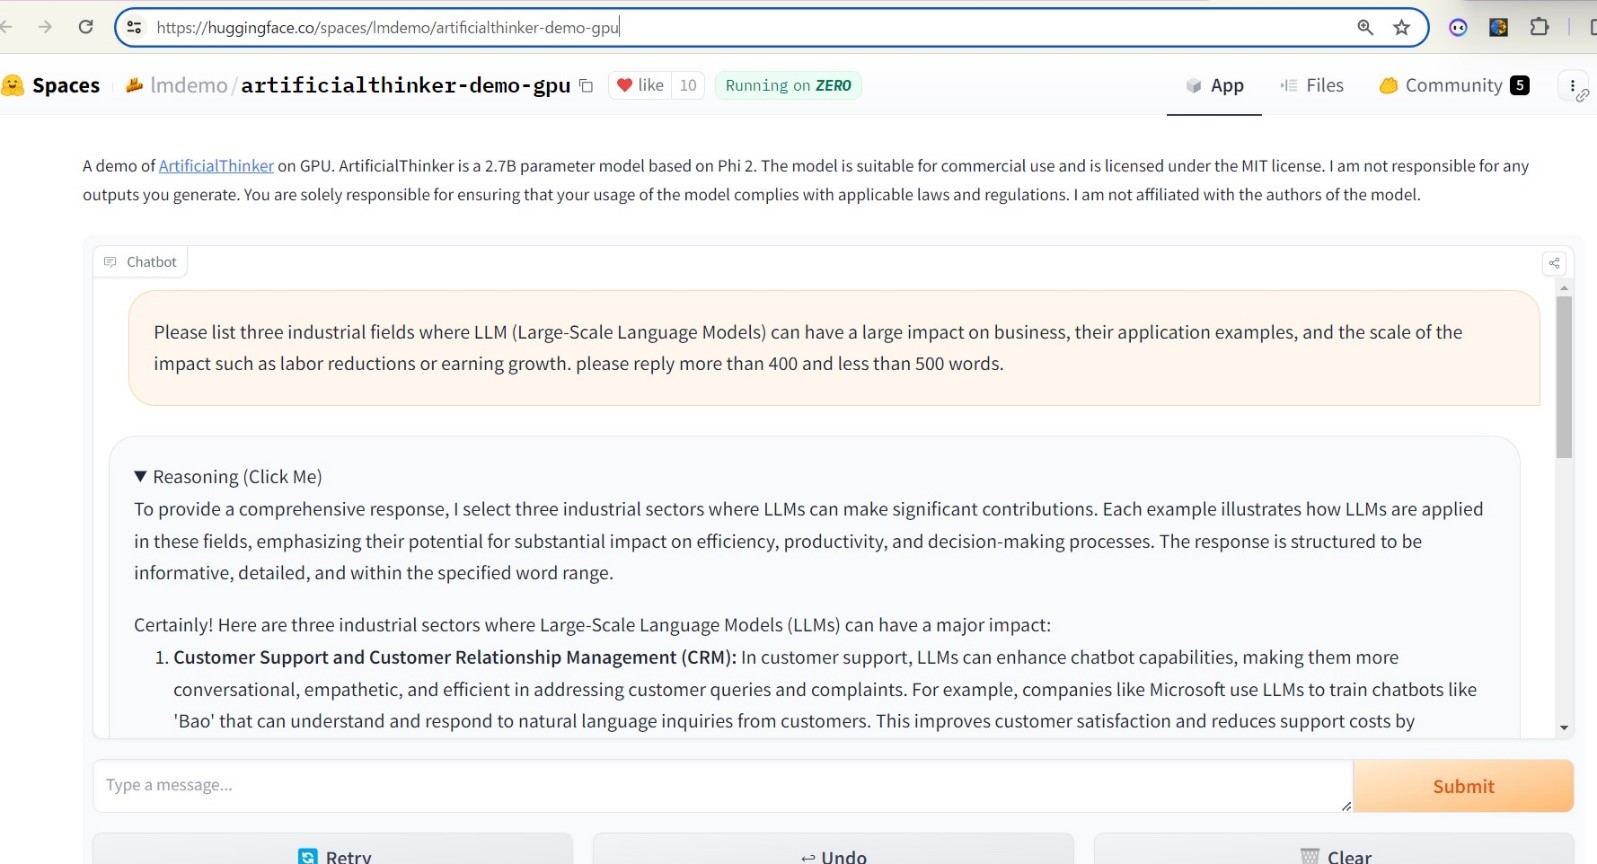 https://huggingface.co/spaces/lmdemo/artificialthinker-demo-gpu
Spaces lmdemo/artificialthinker-demo-gpu like 10 Running on ZERO App Files Community 5
A demo of ArtificialThinker on GPU. ArtificialThinker is a 2.7B parameter model based on Phi 2. The model is suitable for commercial use and is licensed under the MIT license. I am not responsible for any
outputs you generate. You are solely responsible for ensuring that your usage of the model complies with applicable laws and regulations. I am not affiliated with the authors of the model.
Chatbot
Please list three industrial fields where LLM (Large-Scale Language Models) can have a large impact on business, their application examples, and the scale of the
impact such as labor reductions or earning growth. please reply more than 400 and less than 500 words.
▼ Reasoning (Click Me)
To provide a comprehensive response, I select three industrial sectors where LLMs can make significant contributions. Each example illustrates how LLMs are applied
in these fields, emphasizing their potential for substantial impact on efficiency, productivity, and decision-making processes. The response is structured to be
informative, detailed, and within the specified word range.
Certainly! Here are three industrial sectors where Large-Scale Language Models (LLMs) can have a major impact:
1. Customer Support and Customer Relationship Management (CRM): In customer support, LLMs can enhance chatbot capabilities, making them more
conversational, empathetic, and efficient in addressing customer queries and complaints. For example, companies like Microsoft use LLMs to train chatbots like
'Bao' that can understand and respond to natural language inquiries from customers. This improves customer satisfaction and reduces support costs by
Type a message...
Submit
Retry
Undo
Clear